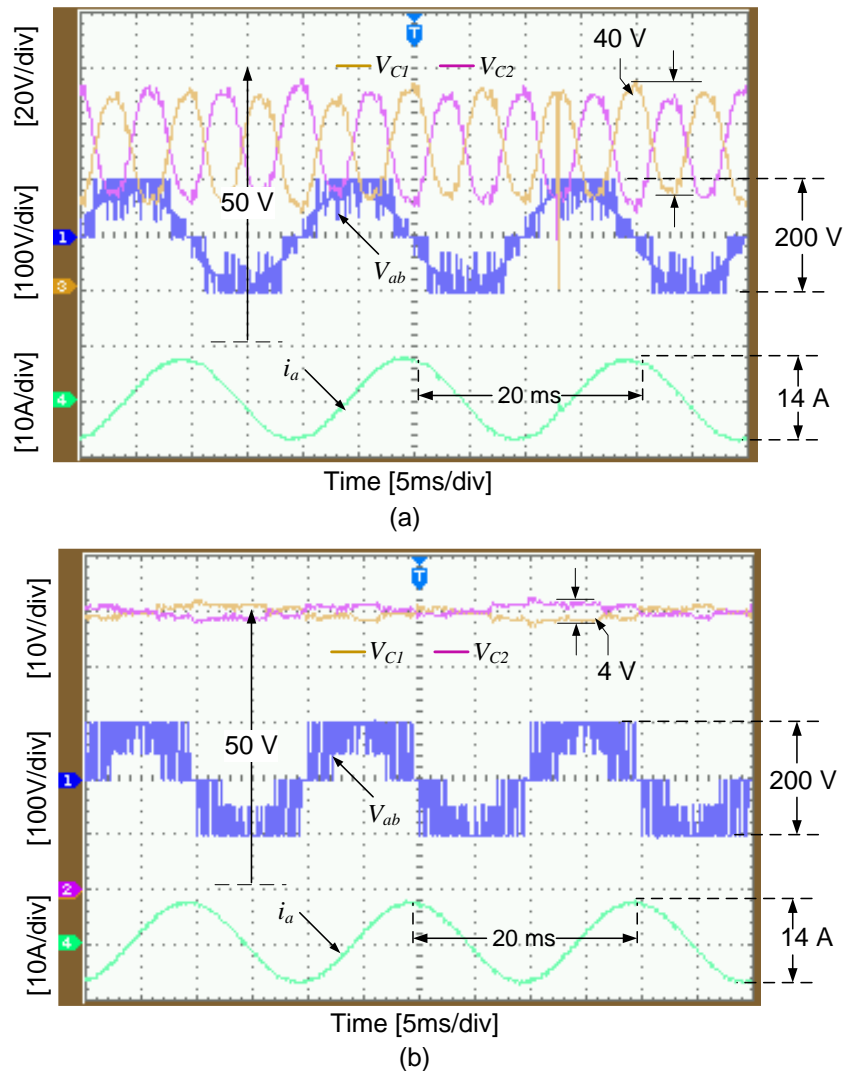 T
40 V
[20V/div]
V_C1 V_C2
50 V
[100V/div]
1
200 V
V_ab
3
i_a
[10A/div]
4
20 ms
14 A
Time [5ms/div]
(a)
T
[10V/div]
V_C1 V_C2
4 V
50 V
[100V/div]
1
200 V
V_ab
2
i_a
[10A/div]
4
20 ms
14 A
Time [5ms/div]
(b)